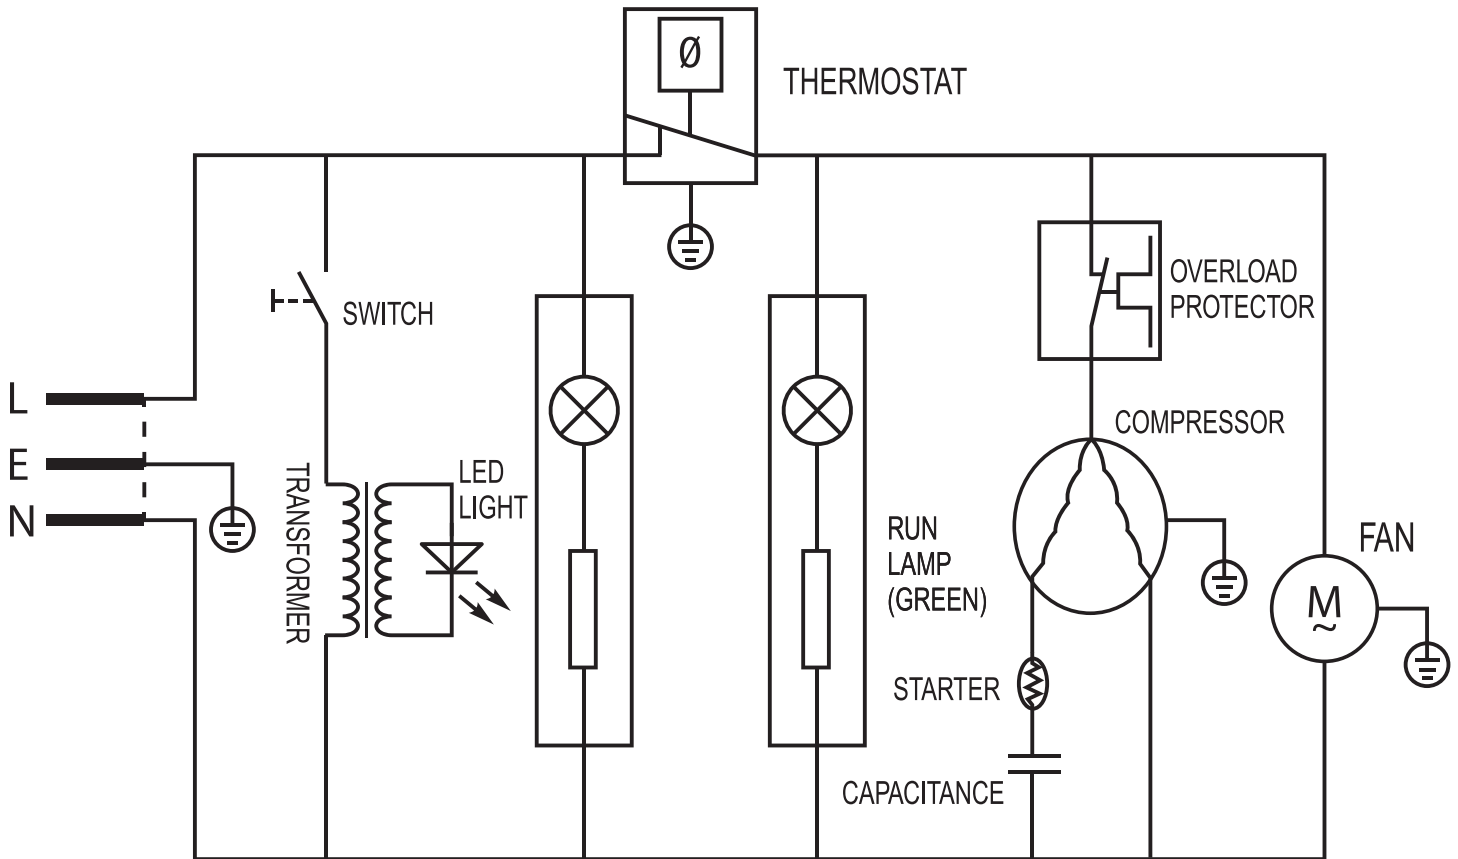 Ø
THERMOSTAT
SWITCH
OVERLOAD
PROTECTOR
L
E
N
TRANSFORMER
LED
LIGHT
COMPRESSOR
RUN
LAMP
(GREEN)
FAN
M
~
STARTER
CAPACITANCE